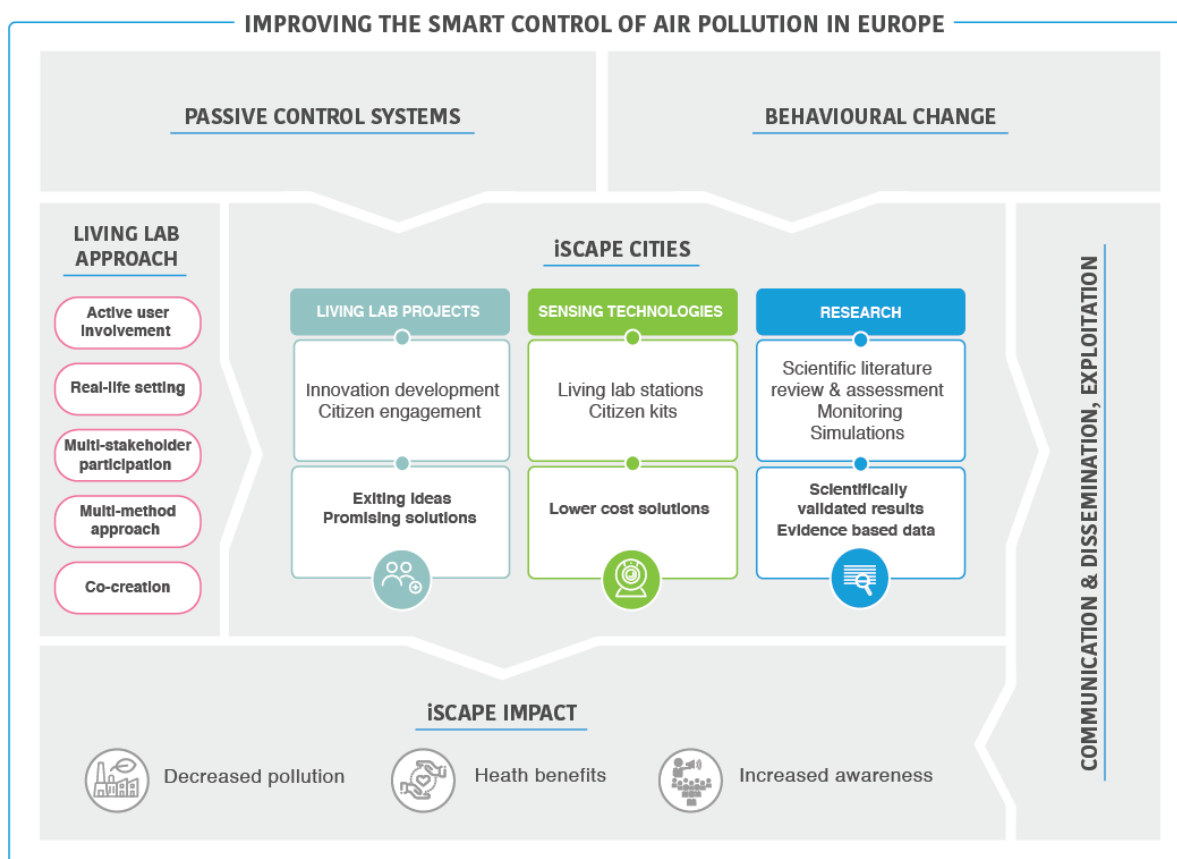 IMPROVING THE SMART CONTROL OF AIR POLLUTION IN EUROPE
PASSIVE CONTROL SYSTEMS
BEHAVIOURAL CHANGE
LIVING LAB
APPROACH
Active user
involvement
Real-life setting
Multi-stakeholder
participation
Multi-method
approach
Co-creation
iSCAPE CITIES
LIVING LAB PROJECTS
Innovation development
Citizen engagement
Exiting ideas
Promising solutions
SENSING TECHNOLOGIES
Living lab stations
Citizen kits
Lower cost solutions
RESEARCH
Scientific literature
review & assessment
Monitoring
Simulations
Scientifically
validated results
Evidence based data
COMMUNICATION & DISSEMINATION, EXPLOITATION
iSCAPE IMPACT
Decreased pollution
Heath benefits
Increased awareness